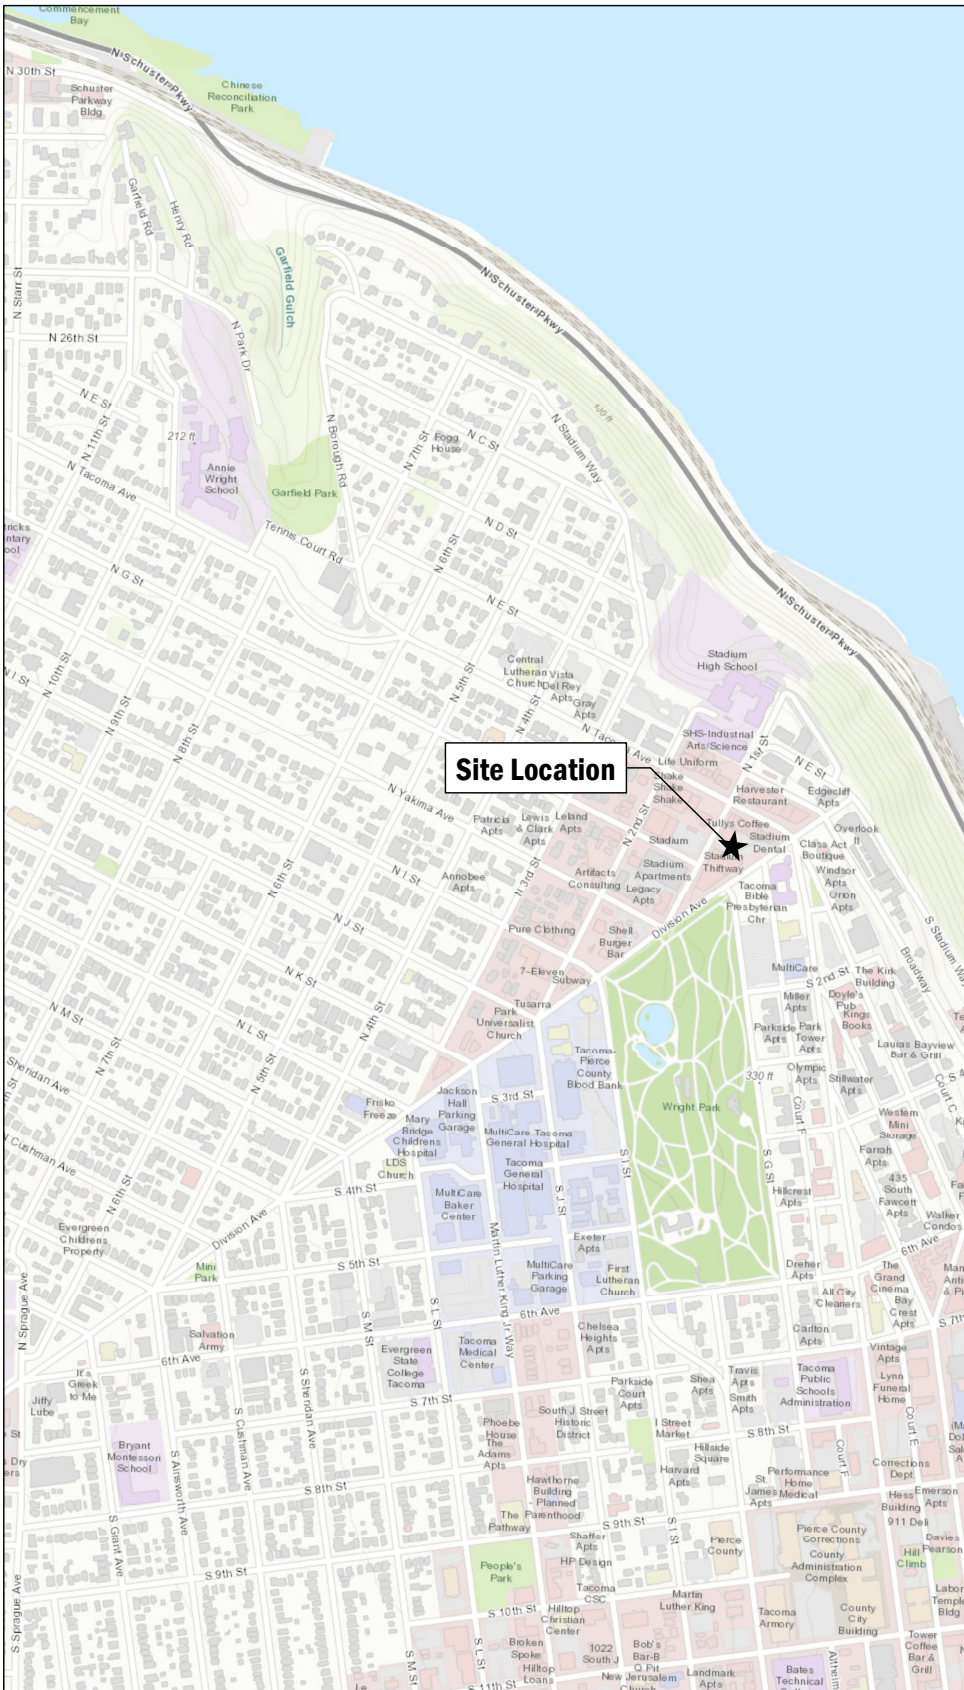 Commencement
Bay
N Schuster Pkwy
N 30th St
Schuster
Parkway
Bldg
Chinese
Reconciliation
Park
Garfield Rd
Henry Rd
Garfield Gulch
N Starr St
N Schuster Pkwy
N Park Dr
N 26th St
N E St
N 11th St
212 ft
Annie
Wright
School
N Borough Rd
N 7th St
Fogg
House
N C St
N Stadium Way
N Tacoma Ave
Garfield Park
N D St
Tennis Court Rd
N 6th St
N G St
N E St
N Schuster Pkwy
Stadium
High School
N I St
N 10th St
N 9th St
N 8th St
N 5th St
Central
Lutheran
Church
Vista
Del Rey
Apts
Gray
Apts
N 4th St
SHS-Industrial
Arts/Science
N 1st St
N E St
Life Uniform
Shake
Shake
Shake
Site Location
Harvester
Restaurant
Edgecliff
Apts
N Yakima Ave
Patricia
Apts
Lewis
& Clark
Apts
Leland
Apts
N 2nd St
Stadium
Tullys Coffee
Stadium
Dental
Overlook
II
Class Act
Boutique
Stadium
Thiftway
Windsor
Apts
Orion
Apts
N 6th St
N I St
Annobee
Apts
N 3rd St
Artifacts
Consulting
Stadium
Apartments
Legacy
Apts
Tacoma
Bible
Presbyterian
Chr
Division Ave
N J St
Pure Clothing
Shell
Burger
Bar
S Stadium Way
Broadway
N K St
7-Eleven
Subway
MultiCare
S 2nd St
The Kirk
Building
N M St
N 7th St
N L St
N 5th St
N 4th St
Tusarra
Park
Universalist
Church
Miller
Apts
Doyle's
Pub
Kings
Books
Parkside
Apts
Park
Tower
Apts
Lauras Bayview
Bar & Grill
Sheridan Ave
Tacoma-
Pierce
County
Blood Bank
330 ft
Olympic
Apts
Stillwater
Apts
Court C
Frisko
Freeze
Jackson
Hall
Parking
Garage
S 3rd St
Wright Park
Court F
Western
Mini
Storage
N Cushman Ave
Mary
Bridge
Childrens
Hospital
MultiCare Tacoma
General Hospital
LDS
Church
Tacoma
General
Hospital
S I St
S G St
Farrah
Apts
N 6th St
S 4th St
MultiCare
Baker
Center
S J St
Hillcrest
Apts
435
South
Fawcett
Apts
Walker
Condos
Evergreen
Childrens
Property
Division Ave
Exeter
Apts
6th Ave
Mini
Park
S 5th St
Martin Luther King Jr Way
MultiCare
Parking
Garage
First
Lutheran
Church
Dreher
Apts
The
Grand
Cinema
N Sprague Ave
S M St
S L St
6th Ave
All City
Cleaners
Bay
Crest
Apts
Salvation
Army
Chelsea
Heights
Apts
Carlton
Apts
6th Ave
Evergreen
State
College
Tacoma
Tacoma
Medical
Center
Vintage
Apts
It's
Greek
to Me
Jiffy
Lube
S Sheridan Ave
S 7th St
Parkside
Court
Apts
Shea
Apts
Travis
Apts
Smith
Apts
Tacoma
Public
Schools
Administration
Lynn
Funeral
Home
S Cushman Ave
Phoebe
House
The
Adams
Apts
South J Street
Historic
District
I Street
Market
S 8th St
Court E
Bryant
Montessori
School
S Ainsworth Ave
Hillside
Square
Harvard
Apts
Court F
Corrections
Dept
S 8th St
Hawthorne
Building
- Planned
Parenthood
St.
James
Apts
Performance
Home
Medical
Hess
Building
Emerson
Apts
S Grant Ave
The
Pathway
S 9th St
911 Deli
Shaffer
Apts
S I St
Pierce
County
Pierce County
Corrections
County
Administration
Complex
Davies
Pearson
Hill
Climb
S 9th St
People's
Park
HP Design
Tacoma
CSC
Martin
Luther King
S Sprague Ave
S 10th St
Hilltop
Christian
Center
Tacoma
Armory
County
City
Building
Labor
Temple
Bldg
S M St
S L St
Broken
Spoke
Hilltop
Loans
1022
South J
Bob's
Bar-B
Q Pit
New Jerusalem
Church
Landmark
Apts
Bates
Technical
Tower
Coffee
Bar &
Grill
S 11th St